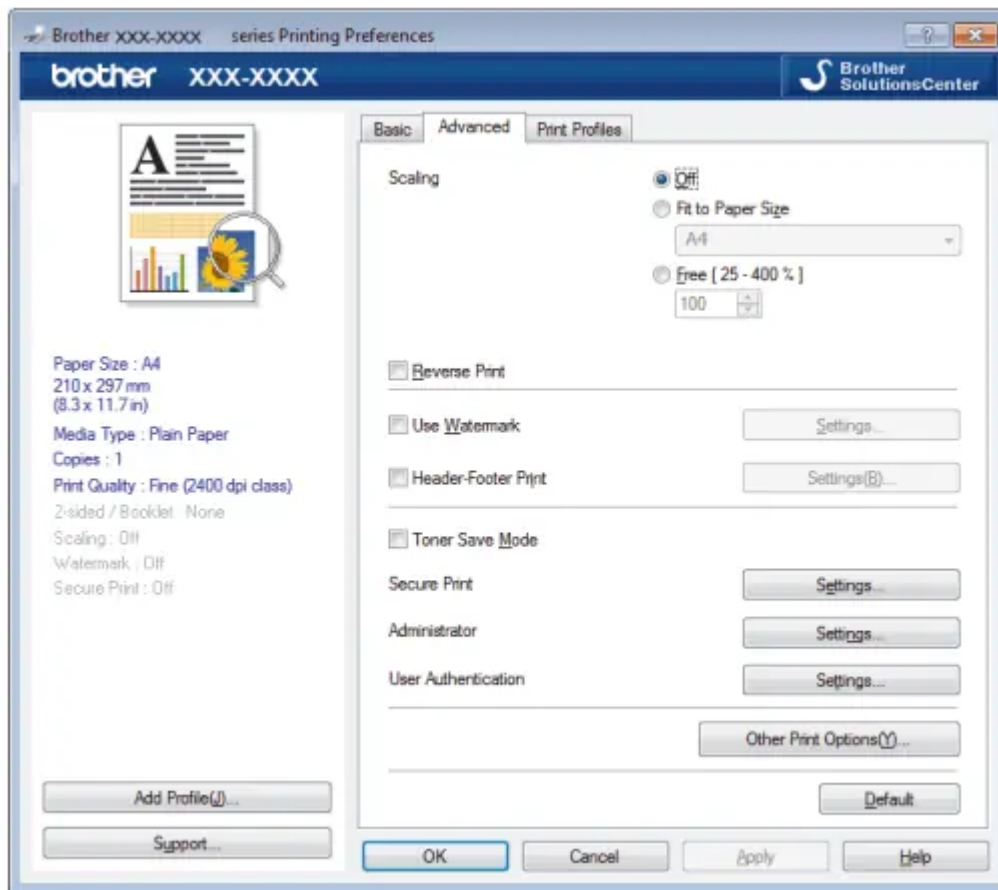 Brother XXX-XXXX series Printing Preferences
brother XXX-XXXX
Brother
SolutionsCenter
A
Paper Size : A4
210 x 297 mm
(8.3 x 11.7 in)
Media Type : Plain Paper
Copies : 1
Print Quality : Fine (2400 dpi class)
2-sided / Booklet : None
Scaling : Off
Watermark : Off
Secure Print : Off
Add Profile(J)...
Support...
Basic Advanced Print Profiles
Scaling
Off
Fit to Paper Size
A4
Free [ 25 - 400 % ]
100
Reverse Print
Use Watermark Settings...
Header-Footer Print Settings(B)...
Toner Save Mode
Secure Print Settings...
Administrator Settings...
User Authentication Settings...
Other Print Options(Y)...
Default
OK Cancel Apply Help